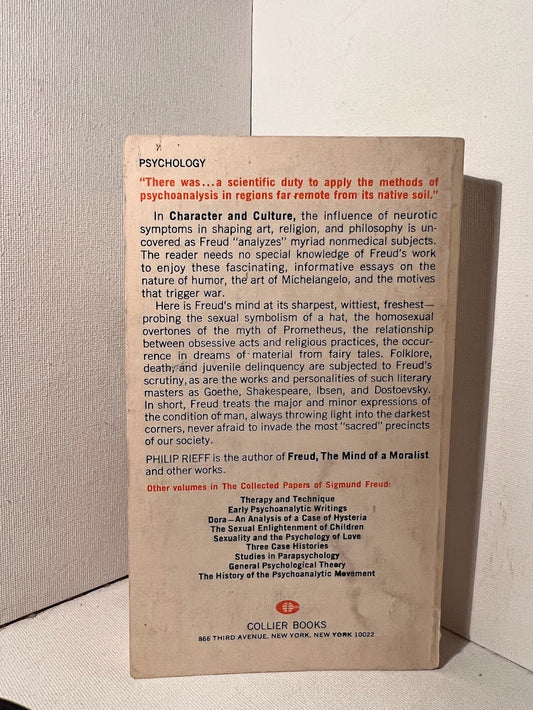 PSYCHOLOGY
"There was...a scientific duty to apply the methods of
psychoanalysis in regions far remote from its native soil."
In Character and Culture, the influence of neurotic
symptoms in shaping art, religion, and philosophy is un-
covered as Freud "analyzes" myriad nonmedical subjects.
The reader needs no special knowledge of Freud's work
to enjoy these fascinating, informative essays on the
nature of humor, the art of Michelangelo, and the motives
that trigger war.
Here is Freud's mind at its sharpest, wittiest, freshest—
probing the sexual symbolism of a hat, the homosexual
overtones of the myth of Prometheus, the relationship
between obsessive acts and religious practices, the occur-
rence in dreams of material from fairy tales. Folklore,
death, and juvenile delinquency are subjected to Freud's
scrutiny, as are the works and personalities of such literary
masters as Goethe, Shakespeare, Ibsen, and Dostoevsky.
In short, Freud treats the major and minor expressions of
the condition of man, always throwing light into the darkest
corners, never afraid to invade the most "sacred" precincts
of our society.
PHILIP RIEFF is the author of Freud, The Mind of a Moralist
and other works.
Other volumes in The Collected Papers of Sigmund Freud:
Therapy and Technique
Early Psychoanalytic Writings
Dora—An Analysis of a Case of Hysteria
The Sexual Enlightenment of Children
Sexuality and the Psychology of Love
Three Case Histories
Studies in Parapsychology
General Psychological Theory
The History of the Psychoanalytic Movement
COLLIER BOOKS
866 THIRD AVENUE, NEW YORK, NEW YORK 10022